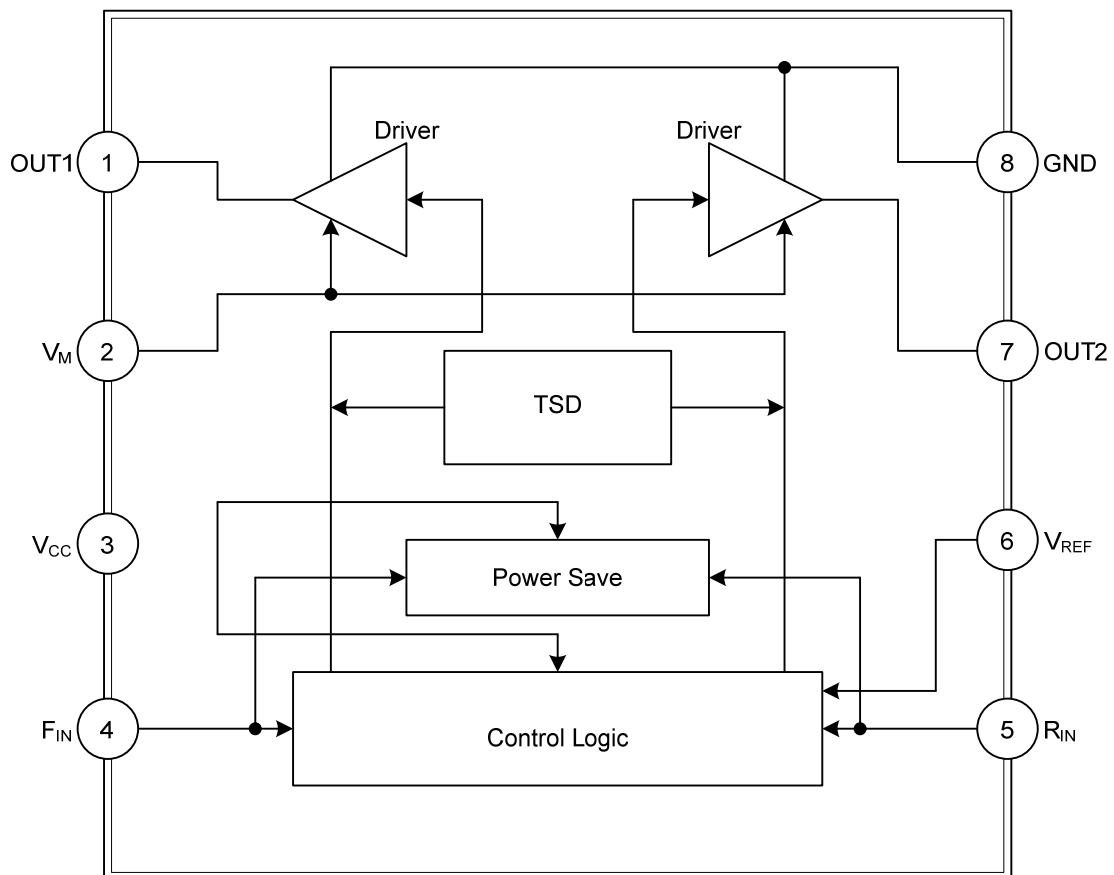 Driver
Driver
OUT1
1
8
GND
VM
2
7
OUT2
TSD
VCC
3
6
VREF
Power Save
FIN
4
Control Logic
5
RIN